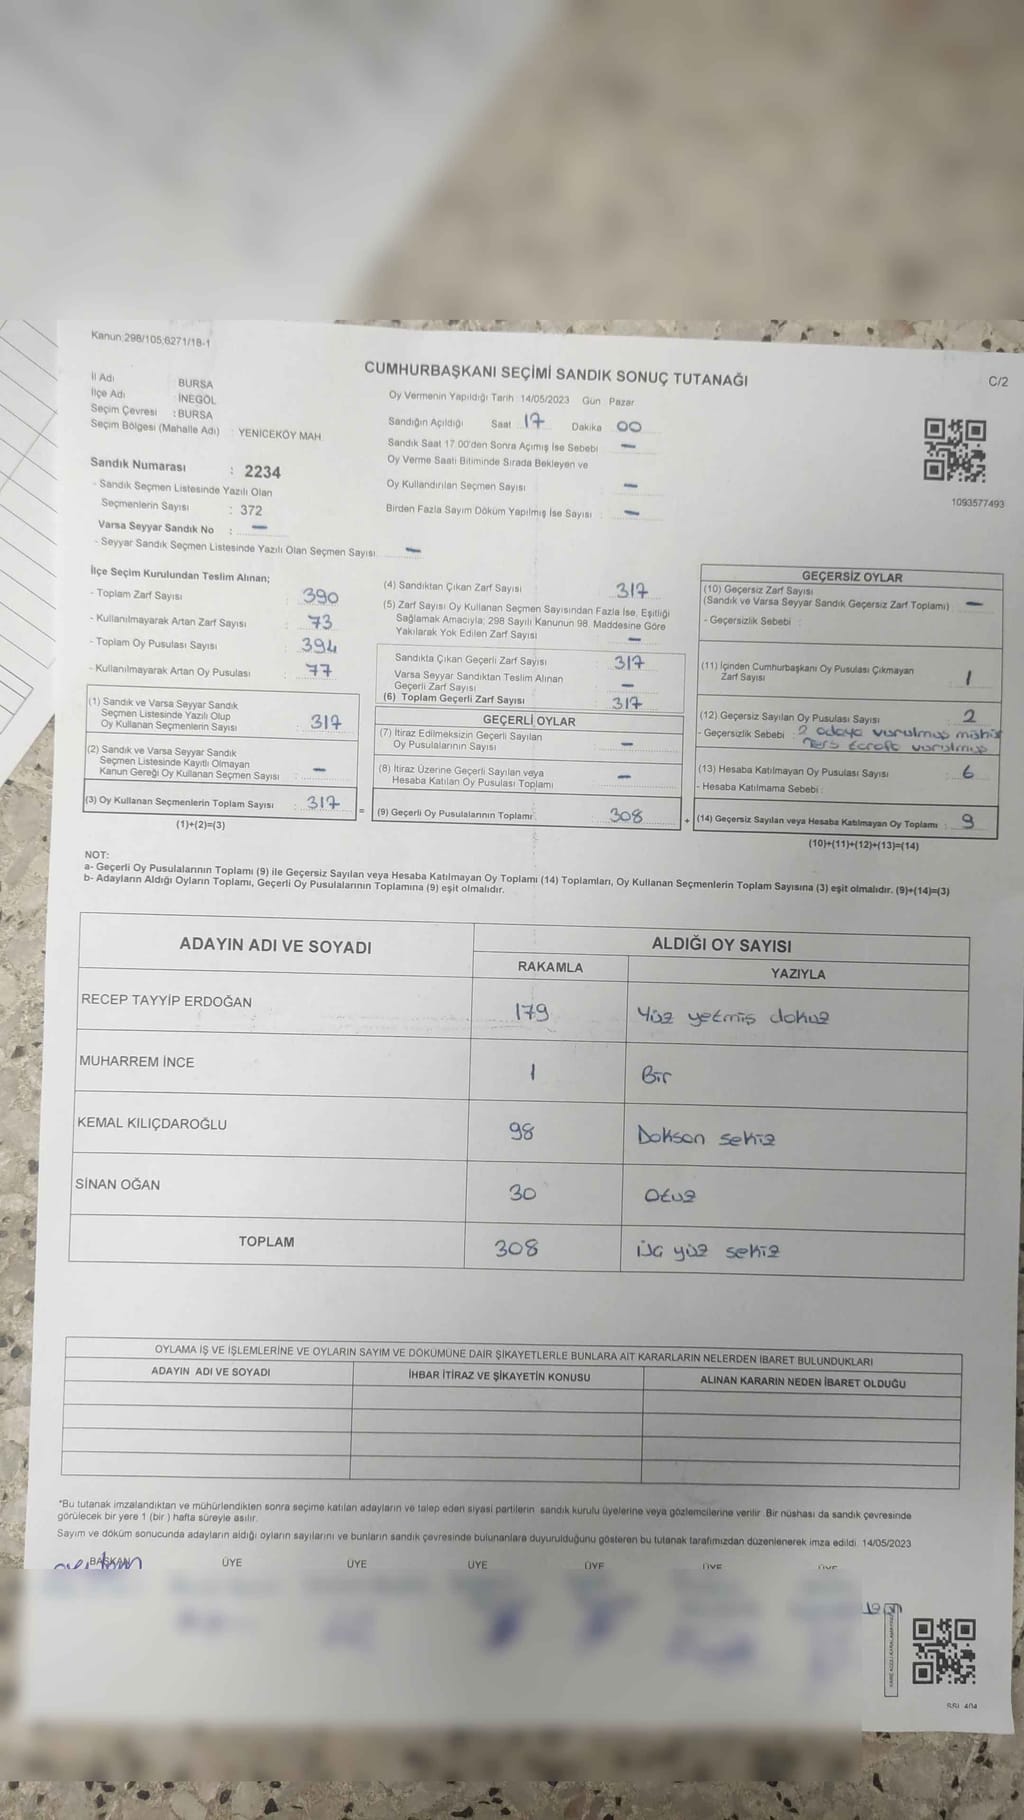 Kanun:298/105;6271/18-1
CUMHURBAŞKANI SEÇİMİ SANDIK SONUÇ TUTANAĞI
C/2
İl Adı BURSA
İlçe Adı : İNEGÖL
Seçim Çevresi : BURSA
Seçim Bölgesi (Mahalle Adı) : YENİCEKÖY MAH.
Sandık Numarası : 2234
- Sandık Seçmen Listesinde Yazılı Olan
Seçmenlerin Sayısı : 372
Varsa Seyyar Sandık No : —
- Seyyar Sandık Seçmen Listesinde Yazılı Olan Seçmen Sayısı —
Oy Vermenin Yapıldığı Tarih : 14/05/2023 Gün : Pazar
Sandığın Açıldığı Saat 17 Dakika 00
Sandık Saat 17.00'den Sonra Açımış İse Sebebi —
Oy Verme Saati Bitiminde Sırada Bekleyen ve
Oy Kullandırılan Seçmen Sayısı —
Birden Fazla Sayım Döküm Yapılmış İse Sayısı : —
1093577493
İlçe Seçim Kurulundan Teslim Alınan;
- Toplam Zarf Sayısı : 390
- Kullanılmayarak Artan Zarf Sayısı : 73
- Toplam Oy Pusulası Sayısı : 394
- Kullanılmayarak Artan Oy Pusulası : 77
(1) Sandık ve Varsa Seyyar Sandık
Seçmen Listesinde Yazılı Olup
Oy Kullanan Seçmenlerin Sayısı : 317
(2) Sandık ve Varsa Seyyar Sandık
Seçmen Listesinde Kayıtlı Olmayan
Kanun Gereği Oy Kullanan Seçmen Sayısı : —
(3) Oy Kullanan Seçmenlerin Toplam Sayısı : 317
(1)+(2)=(3)
(4) Sandıktan Çıkan Zarf Sayısı 317
(5) Zarf Sayısı Oy Kullanan Seçmen Sayısından Fazla İse, Eşitliği
Sağlamak Amacıyla; 298 Sayılı Kanunun 98. Maddesine Göre
Yakılarak Yok Edilen Zarf Sayısı —
Sandıkta Çıkan Geçerli Zarf Sayısı : 317
Varsa Seyyar Sandıktan Teslim Alınan
Geçerli Zarf Sayısı : —
(6) Toplam Geçerli Zarf Sayısı : 317
GEÇERLİ OYLAR
(7) İtiraz Edilmeksizin Geçerli Sayılan
Oy Pusulalarının Sayısı : —
(8) İtiraz Üzerine Geçerli Sayılan veya
Hesaba Katılan Oy Pusulası Toplamı : —
= (9) Geçerli Oy Pusulalarının Toplamı : 308
GEÇERSİZ OYLAR
(10) Geçersiz Zarf Sayısı
(Sandık ve Varsa Seyyar Sandık Geçersiz Zarf Toplamı) : —
- Geçersizlik Sebebi :
(11) İçinden Cumhurbaşkanı Oy Pusulası Çıkmayan
Zarf Sayısı : 1
(12) Geçersiz Sayılan Oy Pusulası Sayısı : 2
- Geçersizlik Sebebi : 2 adaya vurulmuş mühür
Ters tarafa vurulmuş
(13) Hesaba Katılmayan Oy Pusulası Sayısı : 6
- Hesaba Katılmama Sebebi :
+ (14) Geçersiz Sayılan veya Hesaba Katılmayan Oy Toplamı : 9
(10)+(11)+(12)+(13)=(14)
NOT:
a- Geçerli Oy Pusulalarının Toplamı (9) ile Geçersiz Sayılan veya Hesaba Katılmayan Oy Toplamı (14) Toplamları, Oy Kullanan Seçmenlerin Toplam Sayısına (3) eşit olmalıdır. (9)+(14)=(3)
b- Adayların Aldığı Oyların Toplamı, Geçerli Oy Pusulalarının Toplamına (9) eşit olmalıdır.
ADAYIN ADI VE SOYADI ALDIĞI OY SAYISI
RAKAMLA YAZIYLA
RECEP TAYYİP ERDOĞAN 179 Yüz yetmiş dokuz
MUHARREM İNCE 1 Bir
KEMAL KILIÇDAROĞLU 98 Doksan sekiz
SİNAN OĞAN 30 Otuz
TOPLAM 308 üç yüz sekiz
OYLAMA İŞ VE İŞLEMLERİNE VE OYLARIN SAYIM VE DÖKÜMÜNE DAİR ŞİKAYETLERLE BUNLARA AİT KARARLARIN NELERDEN İBARET BULUNDUKLARI
ADAYIN ADI VE SOYADI İHBAR İTİRAZ VE ŞİKAYETİN KONUSU ALINAN KARARIN NEDEN İBARET OLDUĞU
*Bu tutanak imzalandıktan ve mühürlendikten sonra seçime katılan adayların ve talep eden siyasi partilerin sandık kurulu üyelerine veya gözlemcilerine verilir. Bir nüshası da sandık çevresinde
görülecek bir yere 1 (bir) hafta süreyle asılır.
Sayım ve döküm sonucunda adayların aldığı oyların sayılarını ve bunların sandık çevresinde bulunanlara duyurulduğunu gösteren bu tutanak tarafımızdan düzenlenerek imza edildi. 14/05/2023
BAŞKAN ÜYE ÜYE ÜYE ÜYE ÜYE ÜYE